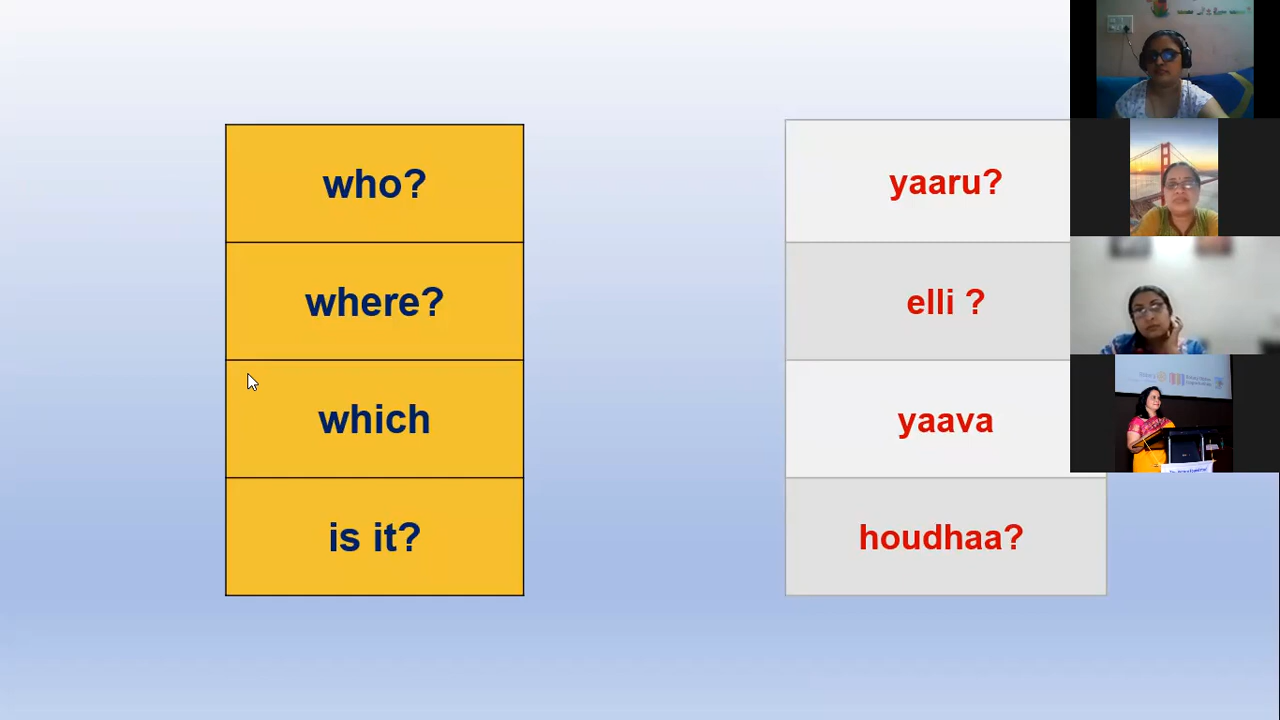 who?
yaaru?
where?
elli ?
which
yaava
is it?
houdhaa?